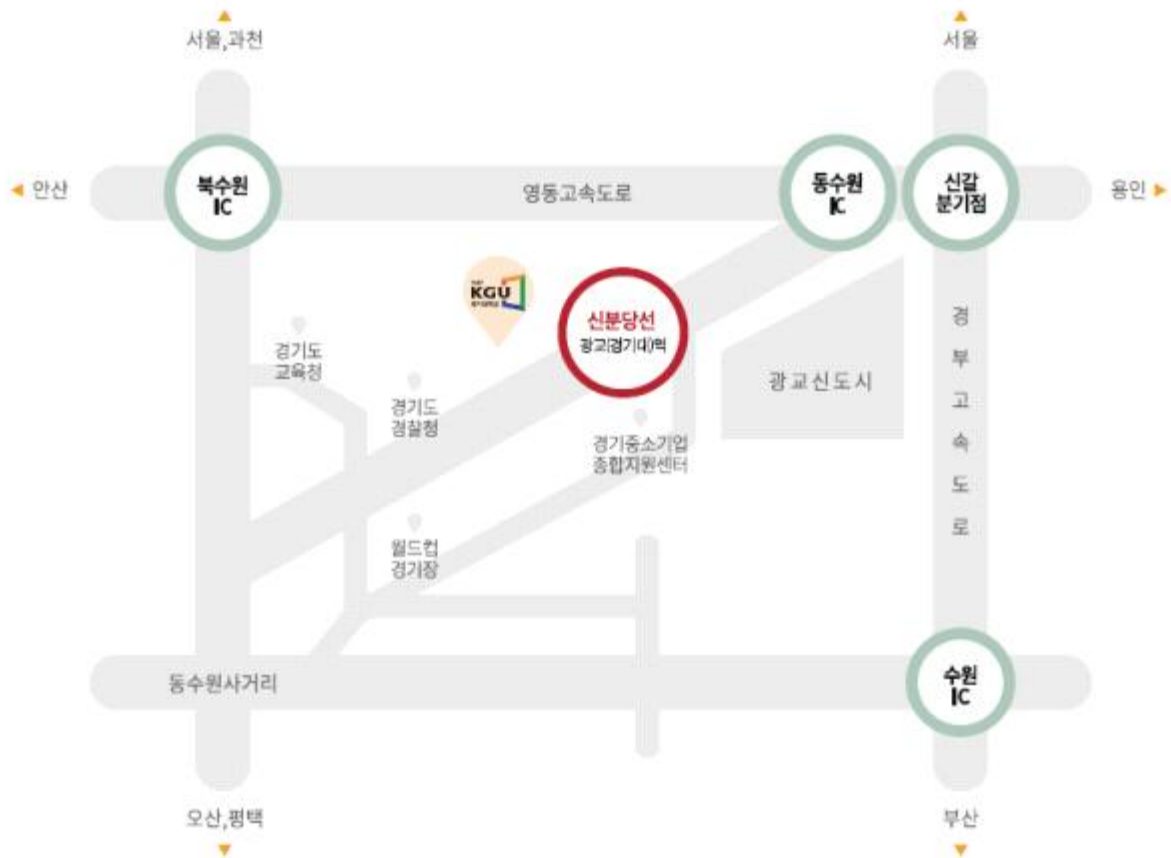 서울,과천
서울
안산
북수원
IC
영동고속도로
동수원
IC
신갈
분기점
용인
KGU
신분당선
광교(경기대)역
경기도
교육청
경기도
경찰청
광교신도시
경부고속도로
경기중소기업
종합지원센터
월드컵
경기장
동수원사거리
수원
IC
오산,평택
부산